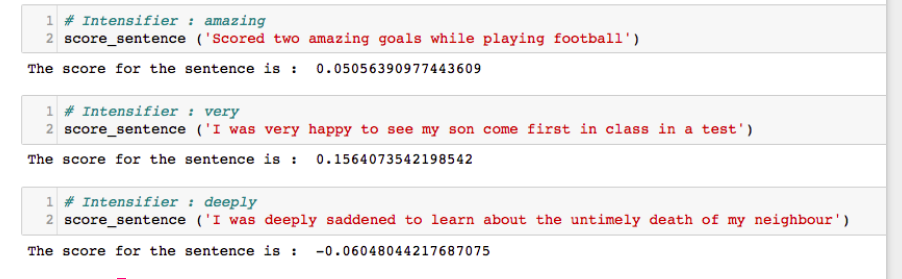 1 # Intensifier : amazing
2 score_sentence ('Scored two amazing goals while playing football')
The score for the sentence is :  0.05056390977443609
1 # Intensifier : very
2 score_sentence ('I was very happy to see my son come first in class in a test')
The score for the sentence is :  0.1564073542198542
1 # Intensifier : deeply
2 score_sentence ('I was deeply saddened to learn about the untimely death of my neighbour')
The score for the sentence is :  -0.06048044217687075